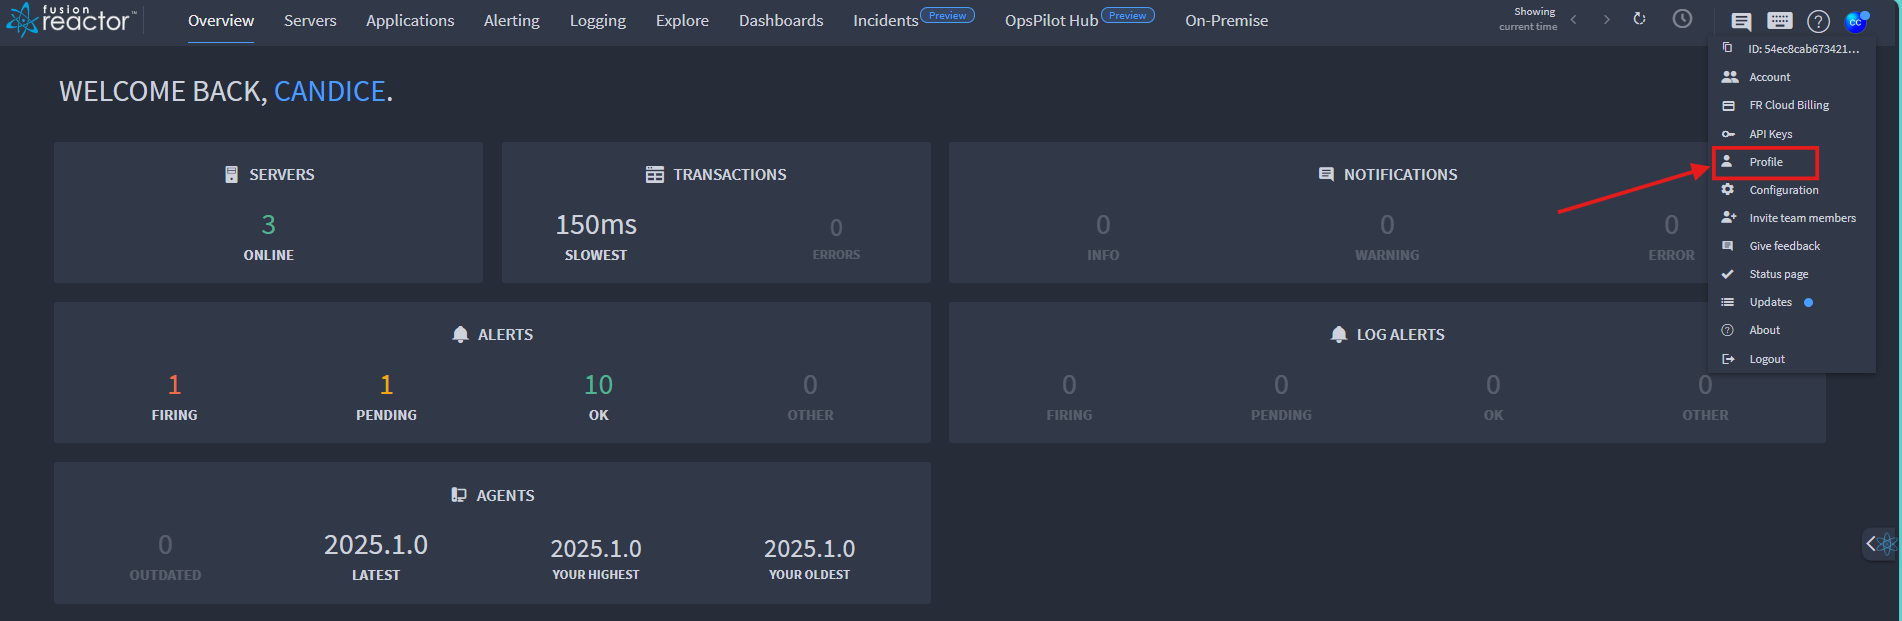 fusion
reactor™
Overview
Servers
Applications
Alerting
Logging
Explore
Dashboards
Incidents Preview
OpsPilot Hub Preview
On-Premise
Showing
current time
?
CC
WELCOME BACK, CANDICE.
SERVERS
3
ONLINE
TRANSACTIONS
150ms
SLOWEST
0
ERRORS
NOTIFICATIONS
0
INFO
0
WARNING
0
ERROR
ALERTS
1
FIRING
1
PENDING
10
OK
0
OTHER
LOG ALERTS
0
FIRING
0
PENDING
0
OK
0
OTHER
AGENTS
0
OUTDATED
2025.1.0
LATEST
2025.1.0
YOUR HIGHEST
2025.1.0
YOUR OLDEST
ID: 54ec8cab673421...
Account
FR Cloud Billing
API Keys
Profile
Configuration
Invite team members
Give feedback
Status page
Updates
About
Logout